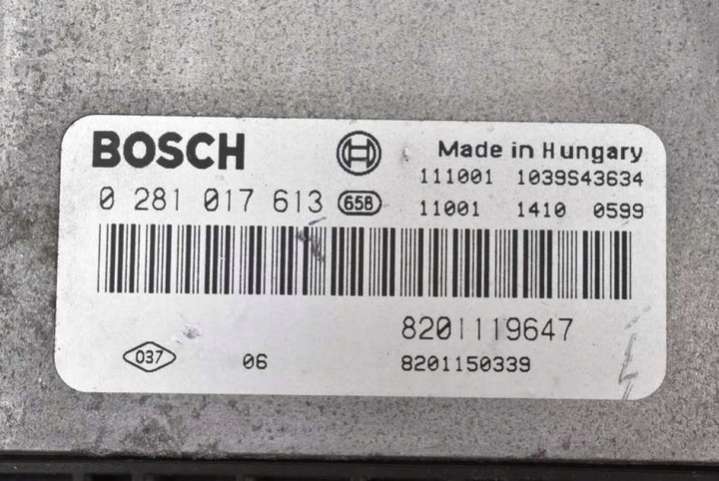 BOSCH
Made in Hungary
111001 1039S43634
0 281 017 613 658
11001 1410 0599
8201119647
037 06 8201150339